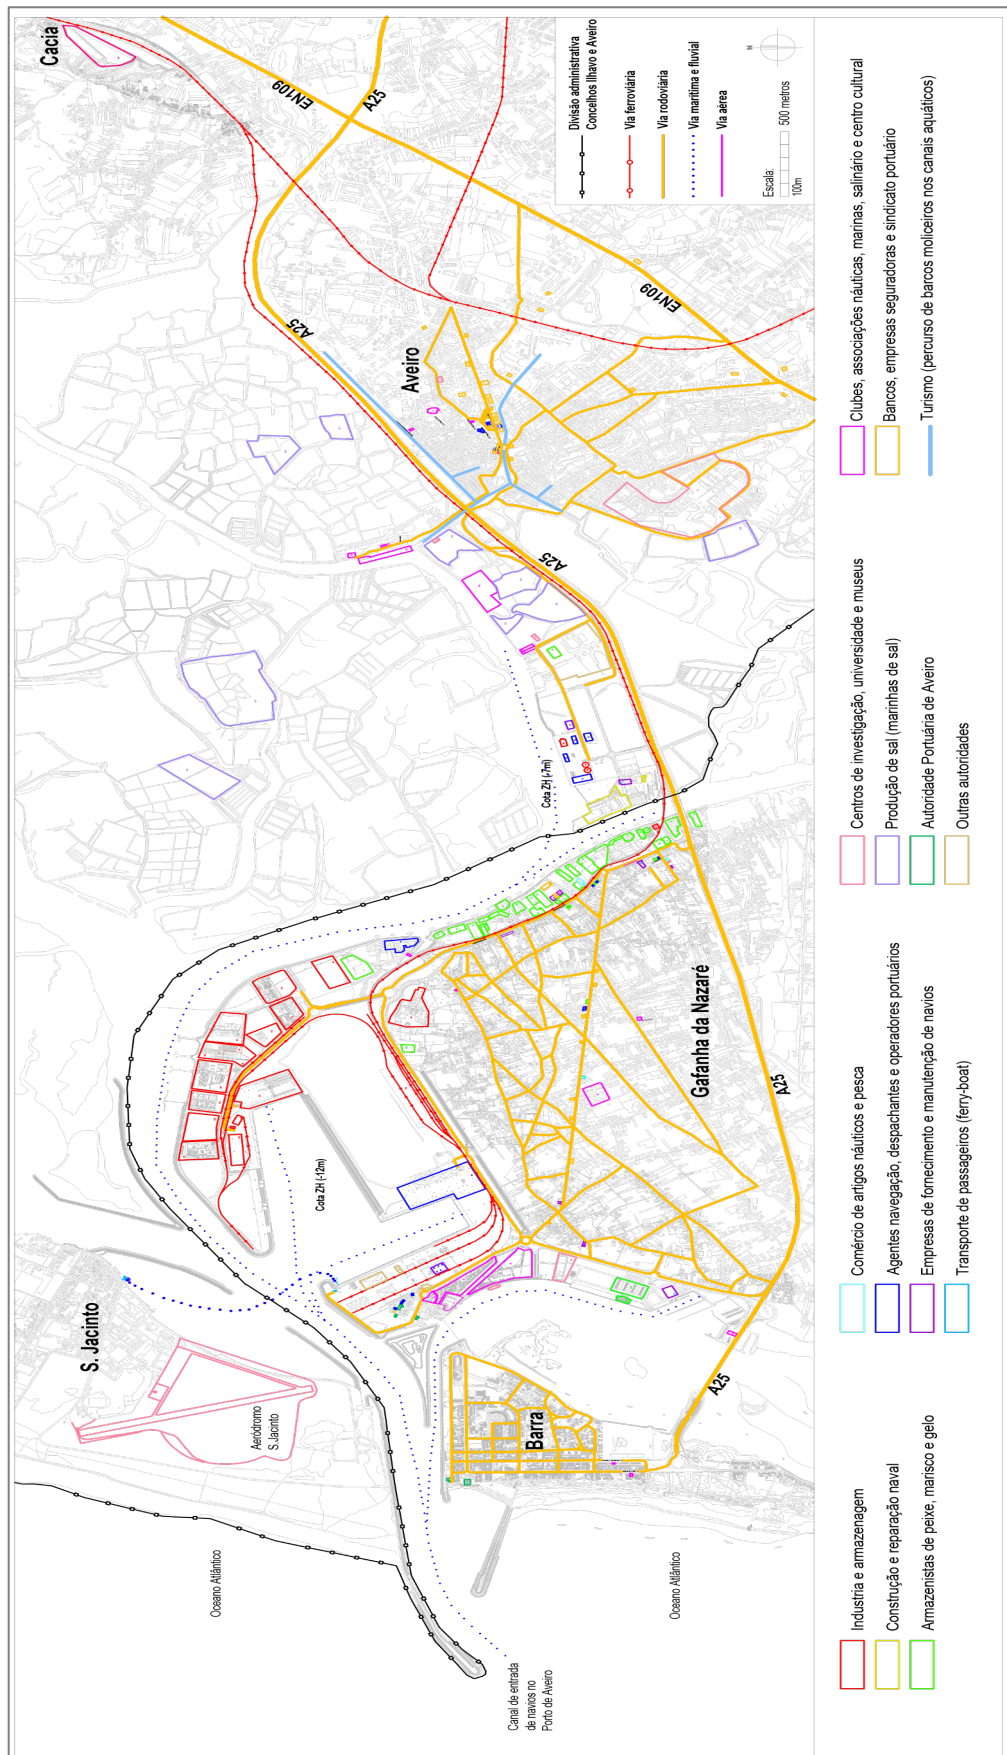 Cacia
EN109
A25
A25
Aveiro
EN109
A25
Divisão administrativa
Concelhos Ilhavo e Aveiro
Via ferroviária
Via rodoviária
Via marítima e fluvial
Via aérea
N
Escala:
500 metros
100m
Cota ZH (-7m)
Cota ZH (-12m)
Gafanha da Nazaré
A25
S. Jacinto
Aeródromo
S.Jaconto
Barra
A25
Oceano Atlântico
Oceano Atlântico
Canal de entrada
de navios no
Porto de Aveiro
Industria e armazenagem
Construção e reparação naval
Armazenistas de peixe, marisco e gelo
Comércio de artigos náuticos e pesca
Agentes navegação, despachantes e operadores portuários
Empresas de fornecimento e manutenção de navios
Transporte de passageiros (ferry-boat)
Centros de investigação, universidade e museus
Produção de sal (marinhas de sal)
Autoridade Portuária de Aveiro
Outras autoridades
Clubes, associações náuticas, marinas, salinário e centro cultural
Bancos, empresas seguradoras e sindicato portuário
Turismo (percurso de barcos moliceiros nos canais aquáticos)